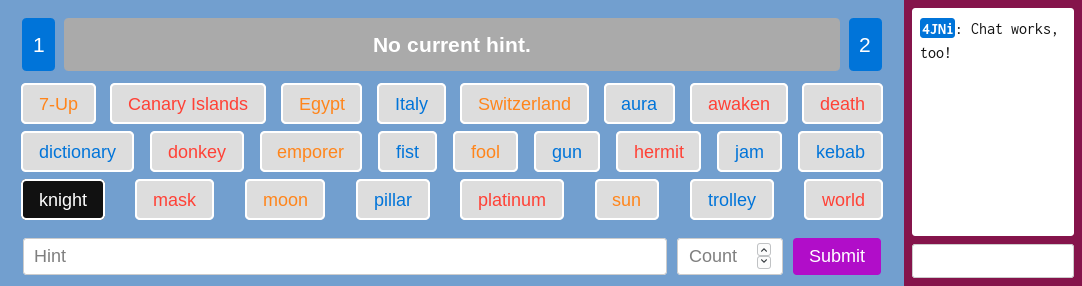 1 No current hint. 2
7-Up Canary Islands Egypt Italy Switzerland aura awaken death
dictionary donkey emporer fist fool gun hermit jam kebab
knight mask moon pillar platinum sun trolley world
Hint Count Submit
4JNi: Chat works,
too!